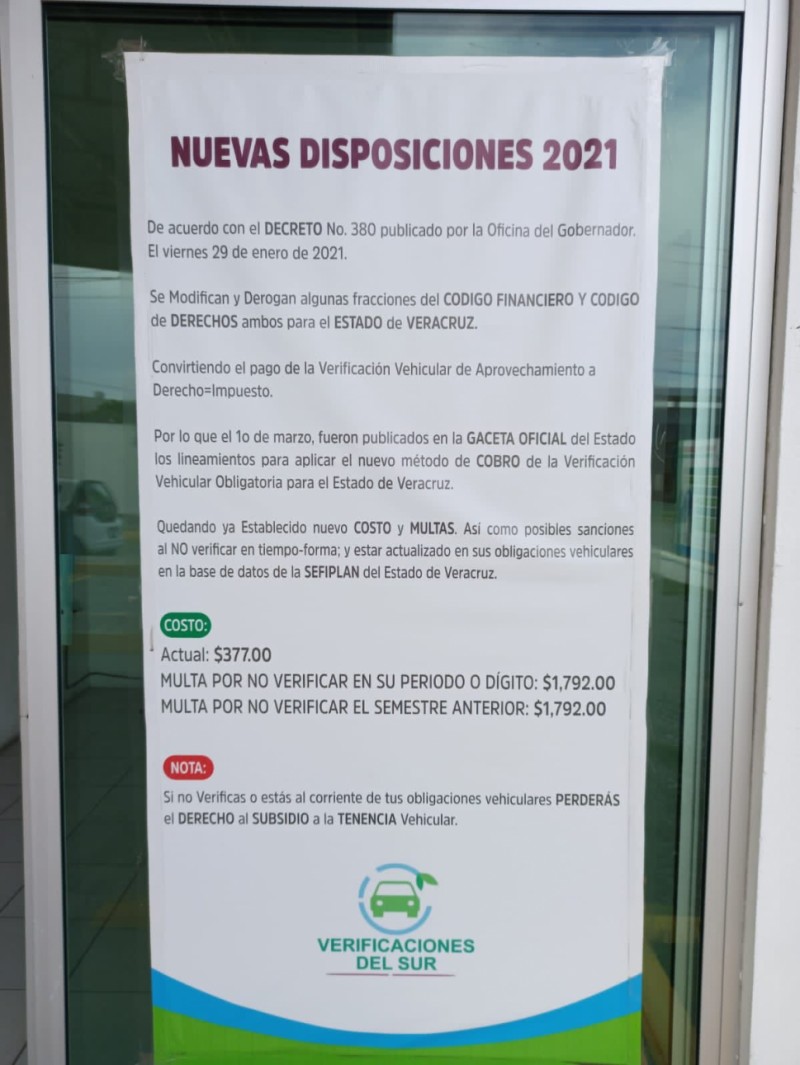 NUEVAS DISPOSICIONES 2021
De acuerdo con el DECRETO No. 380 publicado por la Oficina del Gobernador.
El viernes 29 de enero de 2021.
Se Modifican y Derogan algunas fracciones del CODIGO FINANCIERO Y CODIGO
de DERECHOS ambos para el ESTADO de VERACRUZ.
Convirtiendo el pago de la Verificación Vehicular de Aprovechamiento a
Derecho=Impuesto.
Por lo que el 1o de marzo, fueron publicados en la GACETA OFICIAL del Estado
los lineamientos para aplicar el nuevo método de COBRO de la Verificación
Vehicular Obligatoria para el Estado de Veracruz.
Quedando ya Establecido nuevo COSTO y MULTAS. Así como posibles sanciones
al NO verificar en tiempo-forma; y estar actualizado en sus obligaciones vehiculares
en la base de datos de la SEFIPLAN del Estado de Veracruz.
COSTO:
Actual: $377.00
MULTA POR NO VERIFICAR EN SU PERIODO O DÍGITO: $1,792.00
MULTA POR NO VERIFICAR EL SEMESTRE ANTERIOR: $1,792.00
NOTA:
Si no Verificas o estás al corriente de tus obligaciones vehiculares PERDERÁS
el DERECHO al SUBSIDIO a la TENENCIA Vehicular.
VERIFICACIONES
DEL SUR